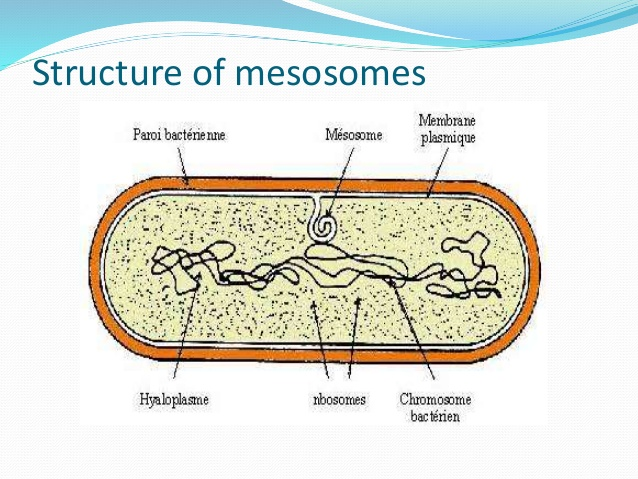 Structure of mesosomes
Paroi bactérienne
Mésosome
Membrane
plasmique
Hyaloplasme
nbosomes
Chromosome
bactérien